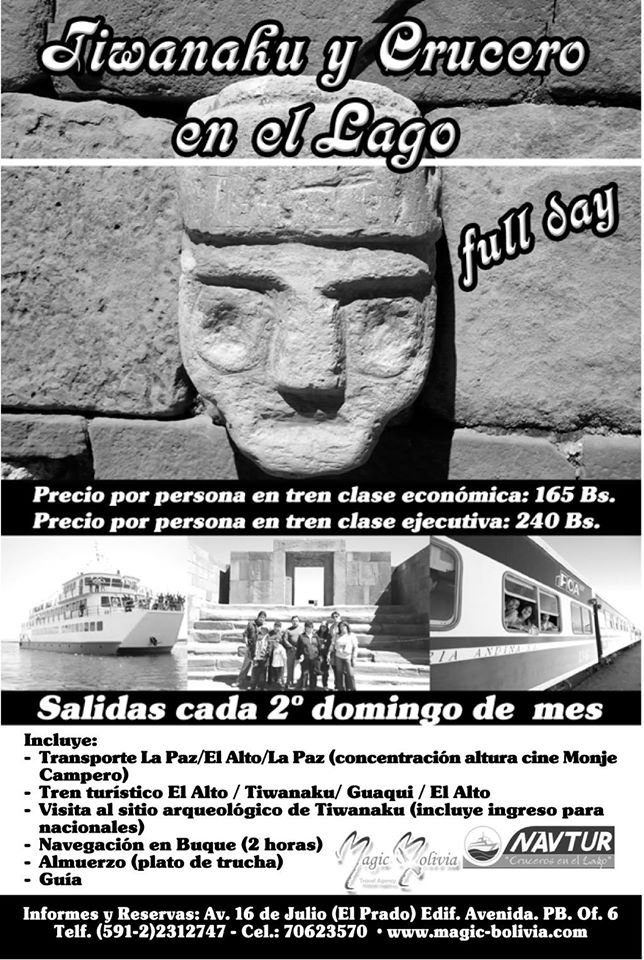 Tiwanaku y Crucero
en el Lago
full day
Precio por persona en tren clase económica: 165 Bs.
Precio por persona en tren clase ejecutiva: 240 Bs.
FCA
RIA ANDINA
Salidas cada 2º domingo de mes
Incluye:
- Transporte La Paz/El Alto/La Paz (concentración altura cine Monje
Campero)
- Tren turístico El Alto / Tiwanaku/ Guaqui / El Alto
- Visita al sitio arqueológico de Tiwanaku (incluye ingreso para
nacionales)
- Navegación en Buque (2 horas)
- Almuerzo (plato de trucha)
- Guía
Magic Bolivia
Travel Agency
NAVTUR
"Cruceros en el Lago"
Informes y Reservas: Av. 16 de Julio (El Prado) Edif. Avenida. PB. Of. 6
Telf. (591-2)2312747 - Cel.: 70623570 • www.magic-bolivia.com